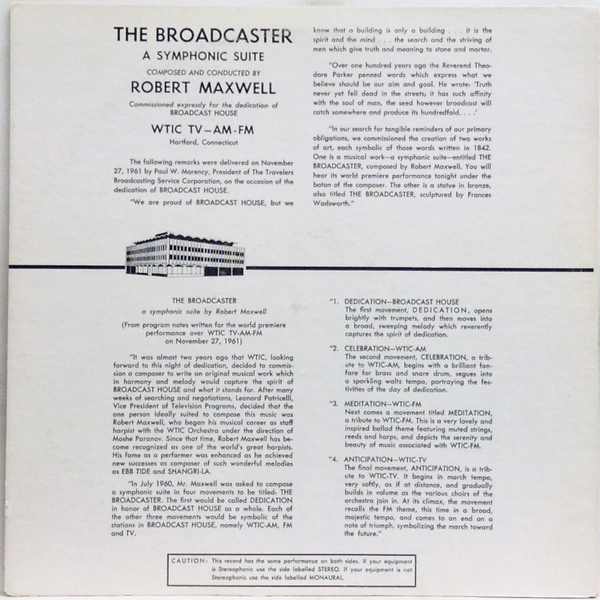 THE BROADCASTER
A SYMPHONIC SUITE
COMPOSED AND CONDUCTED BY
ROBERT MAXWELL
Commissioned expressly for the dedication of
BROADCAST HOUSE
WTIC TV—AM-FM
Hartford, Connecticut
The following remarks were delivered on November
27, 1961 by Paul W. Morency, President of The Travelers
Broadcasting Service Corporation, on the occasion of the
dedication of BROADCAST HOUSE.
"We are proud of BROADCAST HOUSE, but we
know that a building is only a building . . . it is the
spirit and the mind . . . the search and the striving of
men which give truth and meaning to stone and mortar.
"Over one hundred years ago the Reverend Theo-
dore Parker penned words which express what we
believe should be our aim and goal. He wrote: 'Truth
never yet fell dead in the streets; it has such affinity
with the soul of man, the seed however broadcast will
catch somewhere and produce its hundredfold. . . .'
"In our search for tangible reminders of our primary
obligations, we commissioned the creation of two works
of art, each symbolic of those words written in 1842.
One is a musical work—a symphonic suite—entitled THE
BROADCASTER, composed by Robert Maxwell. You will
hear its world premiere performance tonight under the
baton of the composer. The other is a statue in bronze,
also titled THE BROADCASTER, sculptured by Frances
Wadsworth."
THE BROADCASTER
a symphonic suite by Robert Maxwell
(From program notes written for the world premiere
performance over WTIC TV-AM-FM
on November 27, 1961)
"It was almost two years ago that WTIC, looking
forward to this night of dedication, decided to commis-
sion a composer to write an original musical work which
in harmony and melody would capture the spirit of
BROADCAST HOUSE and what it stands for. After many
weeks of searching and negotiations, Leonard Patricelli,
Vice President of Television Programs, decided that the
one person ideally suited to compose this music was
Robert Maxwell, who began his musical career as staff
harpist with the WTIC Orchestra under the direction of
Moshe Paranov. Since that time, Robert Maxwell has be-
come recognized as one of the world's great harpists.
His fame as a performer was enhanced as he achieved
new successes as composer of such wonderful melodies
as EBB TIDE and SHANGRI-LA.
"In July 1960, Mr. Maxwell was asked to compose
a symphonic suite in four movements to be titled: THE
BROADCASTER. The first would be called DEDICATION
in honor of BROADCAST HOUSE as a whole. Each of
the other three movements would be symbolic of the
stations in BROADCAST HOUSE, namely WTIC-AM, FM
and TV.
"1. DEDICATION—BROADCAST HOUSE
The first movement, DEDICATION, opens
brightly with trumpets, and then moves into
a broad, sweeping melody which reverently
captures the spirit of dedication.
"2. CELEBRATION—WTIC-AM
The second movement, CELEBRATION, a trib-
ute to WTIC-AM, begins with a brilliant fan-
fare for brass and snare drum, segues into
a sparkling waltz tempo, portraying the fes-
tivities of the day of dedication.
"3. MEDITATION—WTIC-FM
Next comes a movement titled MEDITATION,
a tribute to WTIC-FM. This is a very lovely and
inspired ballad theme featuring muted strings,
reeds and harps, and depicts the serenity and
beauty of music associated with WTIC-FM.
"4. ANTICIPATION—WTIC-TV
The final movement, ANTICIPATION, is a trib-
ute to WTIC-TV. It begins in march tempo,
very softly, as if at distance, and gradually
builds in volume as the various choirs of the
orchestra join in. At its climax, the movement
recalls the FM theme, this time in a broad,
majestic tempo, and comes to an end on a
note of triumph, symbolizing the march toward
the future."
CAUTION: This record has the same performance on both sides. If your equipment
is Stereophonic use the side labelled STEREO. If your equipment is not
Stereophonic use the side labelled MONAURAL.